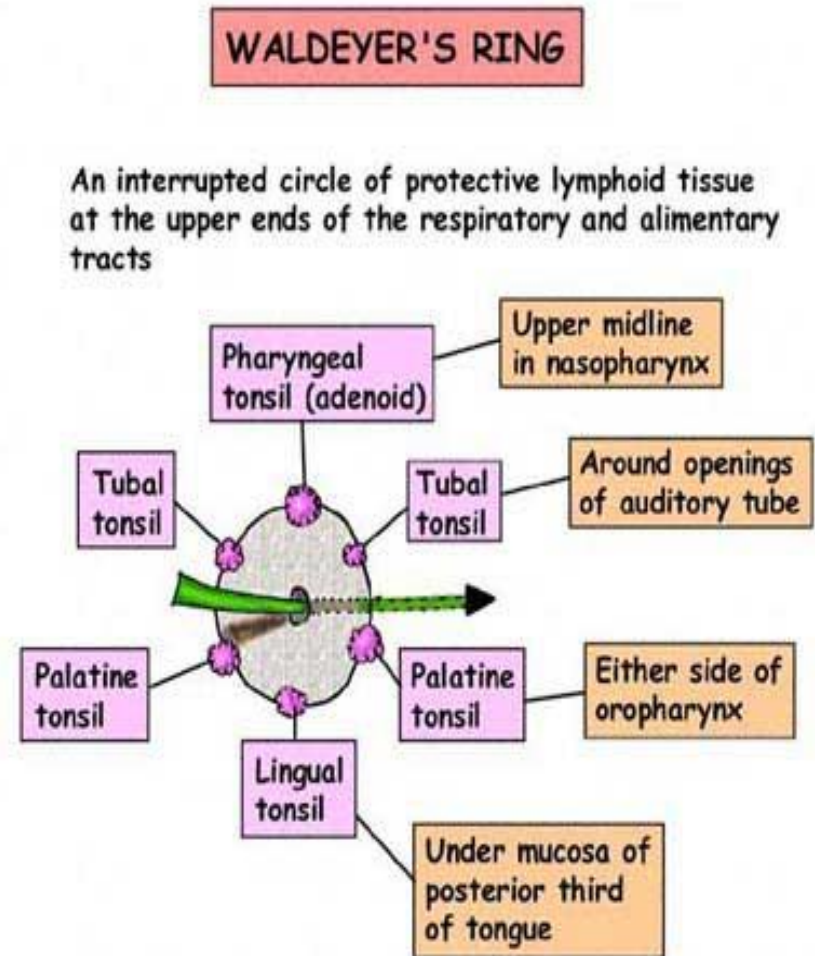 WALDEYER'S RING
An interrupted circle of protective lymphoid tissue
at the upper ends of the respiratory and alimentary
tracts
Upper midline
in nasopharynx
Pharyngeal
tonsil (adenoid)
Tubal
tonsil
Tubal
tonsil
Around openings
of auditory tube
Palatine
tonsil
Palatine
tonsil
Either side of
oropharynx
Lingual
tonsil
Under mucosa of
posterior third
of tongue